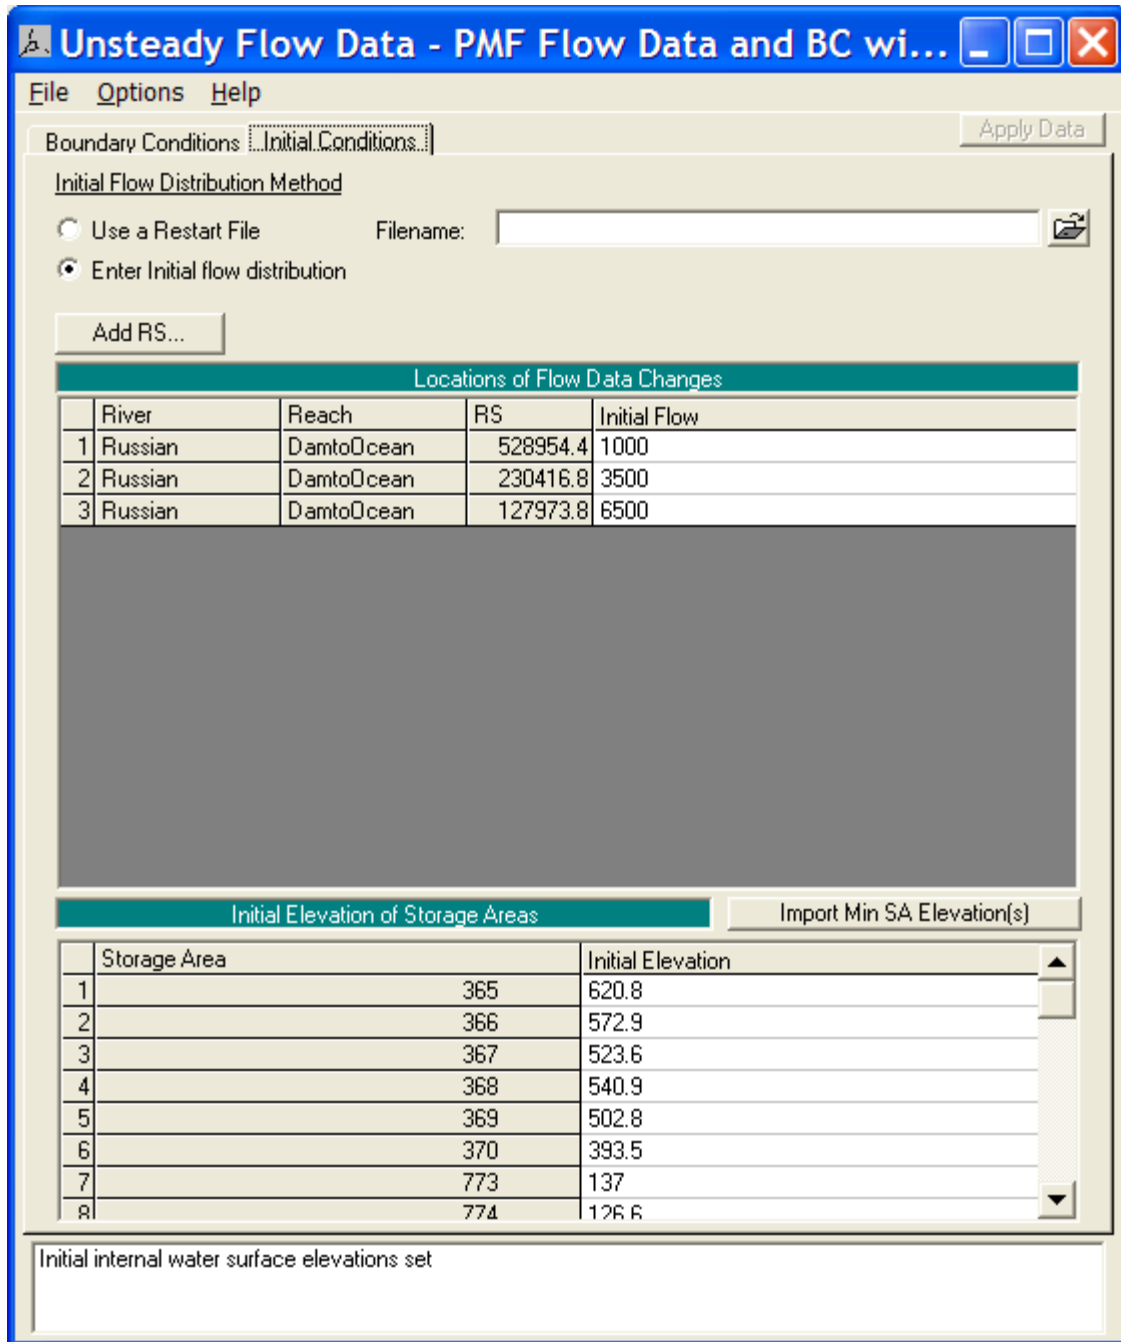 Unsteady Flow Data - PMF Flow Data and BC wi...
File Options Help
Boundary Conditions Initial Conditions Apply Data
Initial Flow Distribution Method
Use a Restart File Filename:
Enter Initial flow distribution
Add RS...
Locations of Flow Data Changes
River Reach RS Initial Flow
1 Russian DamtoOcean 528954.4 1000
2 Russian DamtoOcean 230416.8 3500
3 Russian DamtoOcean 127973.8 6500
Initial Elevation of Storage Areas Import Min SA Elevation(s)
Storage Area Initial Elevation
1 365 620.8
2 366 572.9
3 367 523.6
4 368 540.9
5 369 502.8
6 370 393.5
7 773 137
8 774 126.6
Initial internal water surface elevations set